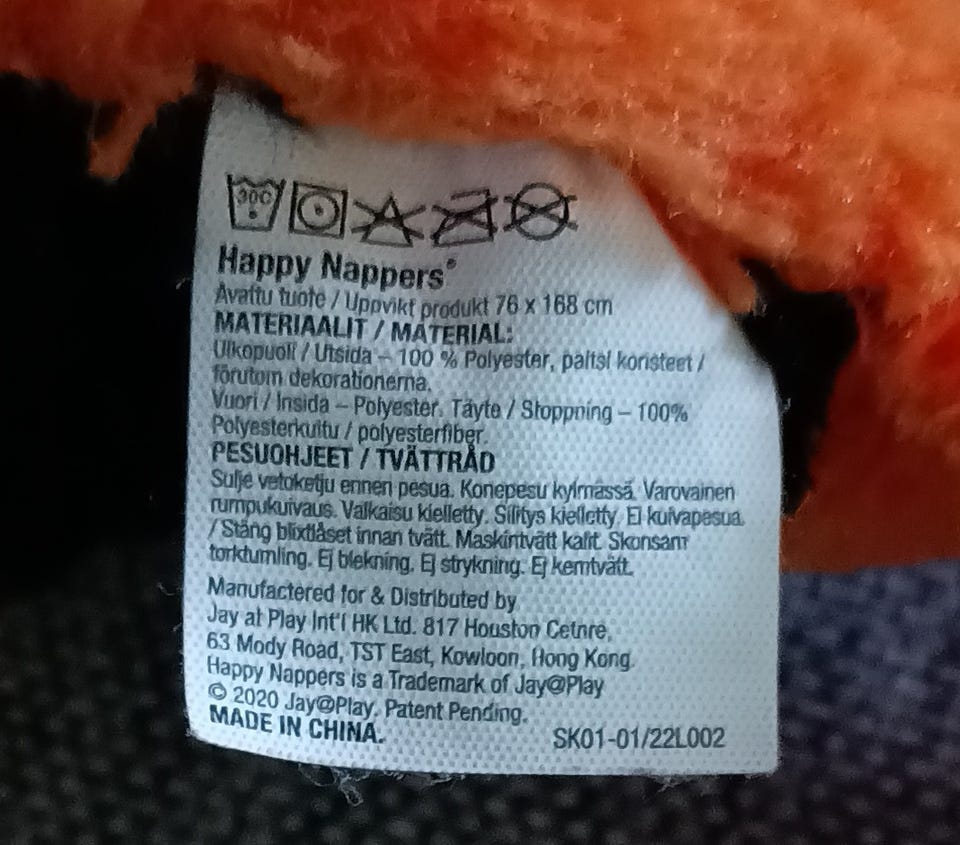 30C
Happy Nappers®
Avattu tuote / Uppvikt produkt 76 x 168 cm
MATERIAALIT / MATERIAL:
Ulkopuoli / Utsida – 100 % Polyester, paitsi koristeet /
förutom dekorationerna.
Vuori / Insida – Polyester. Täyte / Stoppning – 100%
Polyesterkuitu / polyesterfiber.
PESUOHJEET / TVÄTTRÅD
Sulje vetoketju ennen pesua. Konepesu kylmässä. Varovainen
rumpukuivaus. Valkaisu kielletty. Silitys kielletty. Ei kuivapesua.
/ Stäng blixtlåset innan tvätt. Maskintvätt kallt. Skonsam
torktumling. Ej blekning. Ej strykning. Ej kemtvätt.
Manufactered for & Distributed by
Jay at Play Int'l HK Ltd. 817 Houston Cetnre,
63 Mody Road, TST East, Kowloon, Hong Kong.
Happy Nappers is a Trademark of Jay@Play
© 2020 Jay@Play. Patent Pending.
MADE IN CHINA. SK01-01/22L002